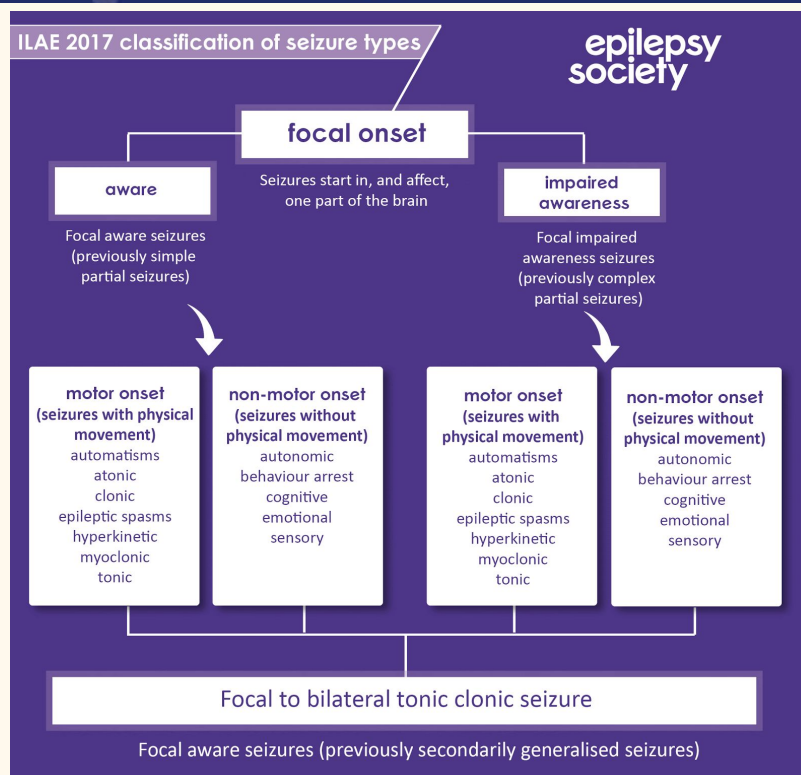 ILAE 2017 classification of seizure types
epilepsy
society
focal onset
Seizures start in, and affect,
one part of the brain
aware
Focal aware seizures
(previously simple
partial seizures)
impaired
awareness
Focal impaired
awareness seizures
(previously complex
partial seizures)
motor onset
(seizures with physical
movement)
automatisms
atonic
clonic
epileptic spasms
hyperkinetic
myoclonic
tonic
non-motor onset
(seizures without
physical movement)
autonomic
behaviour arrest
cognitive
emotional
sensory
motor onset
(seizures with
physical movement)
automatisms
atonic
clonic
epileptic spasms
hyperkinetic
myoclonic
tonic
non-motor onset
(seizures without
physical movement)
autonomic
behaviour arrest
cognitive
emotional
sensory
Focal to bilateral tonic clonic seizure
Focal aware seizures (previously secondarily generalised seizures)